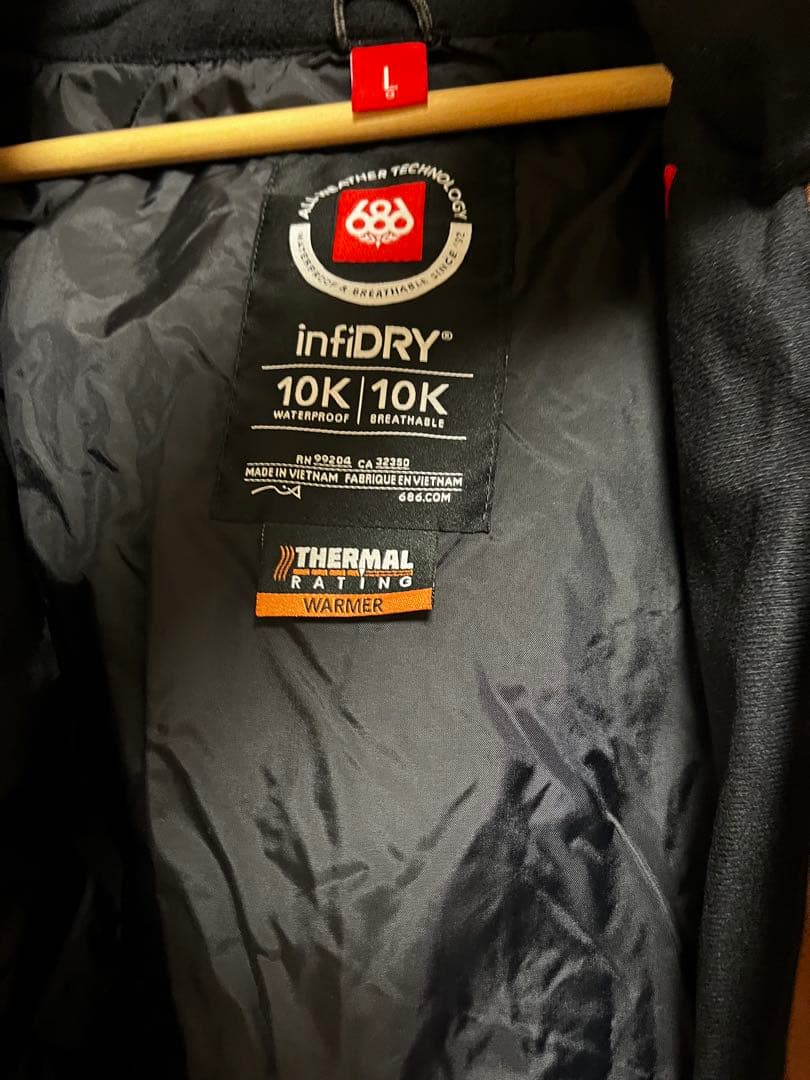 L
G
ALL WEATHER TECHNOLOGY
686
WATERPROOF & BREATHABLE SINCE '92
infiDRY®
10K | 10K
WATERPROOF BREATHABLE
RN 99204 CA 32350
MADE IN VIETNAM FABRIQUE EN VIETNAM
686.COM
THERMAL
RATING
WARMER